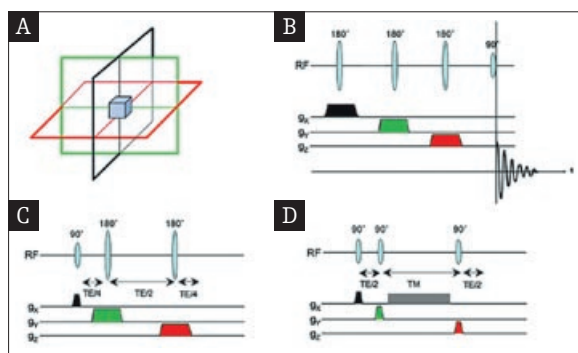 A
B
180˚ 180˚ 180˚ 90˚
RF
gX
gY
gZ
t
C
90˚ 180˚ 180˚
RF
TE/4 TE/2 TE/4
gX
gY
gZ
D
90˚ 90˚ 90˚
RF
TE/2 TM TE/2
gX
gY
gZ